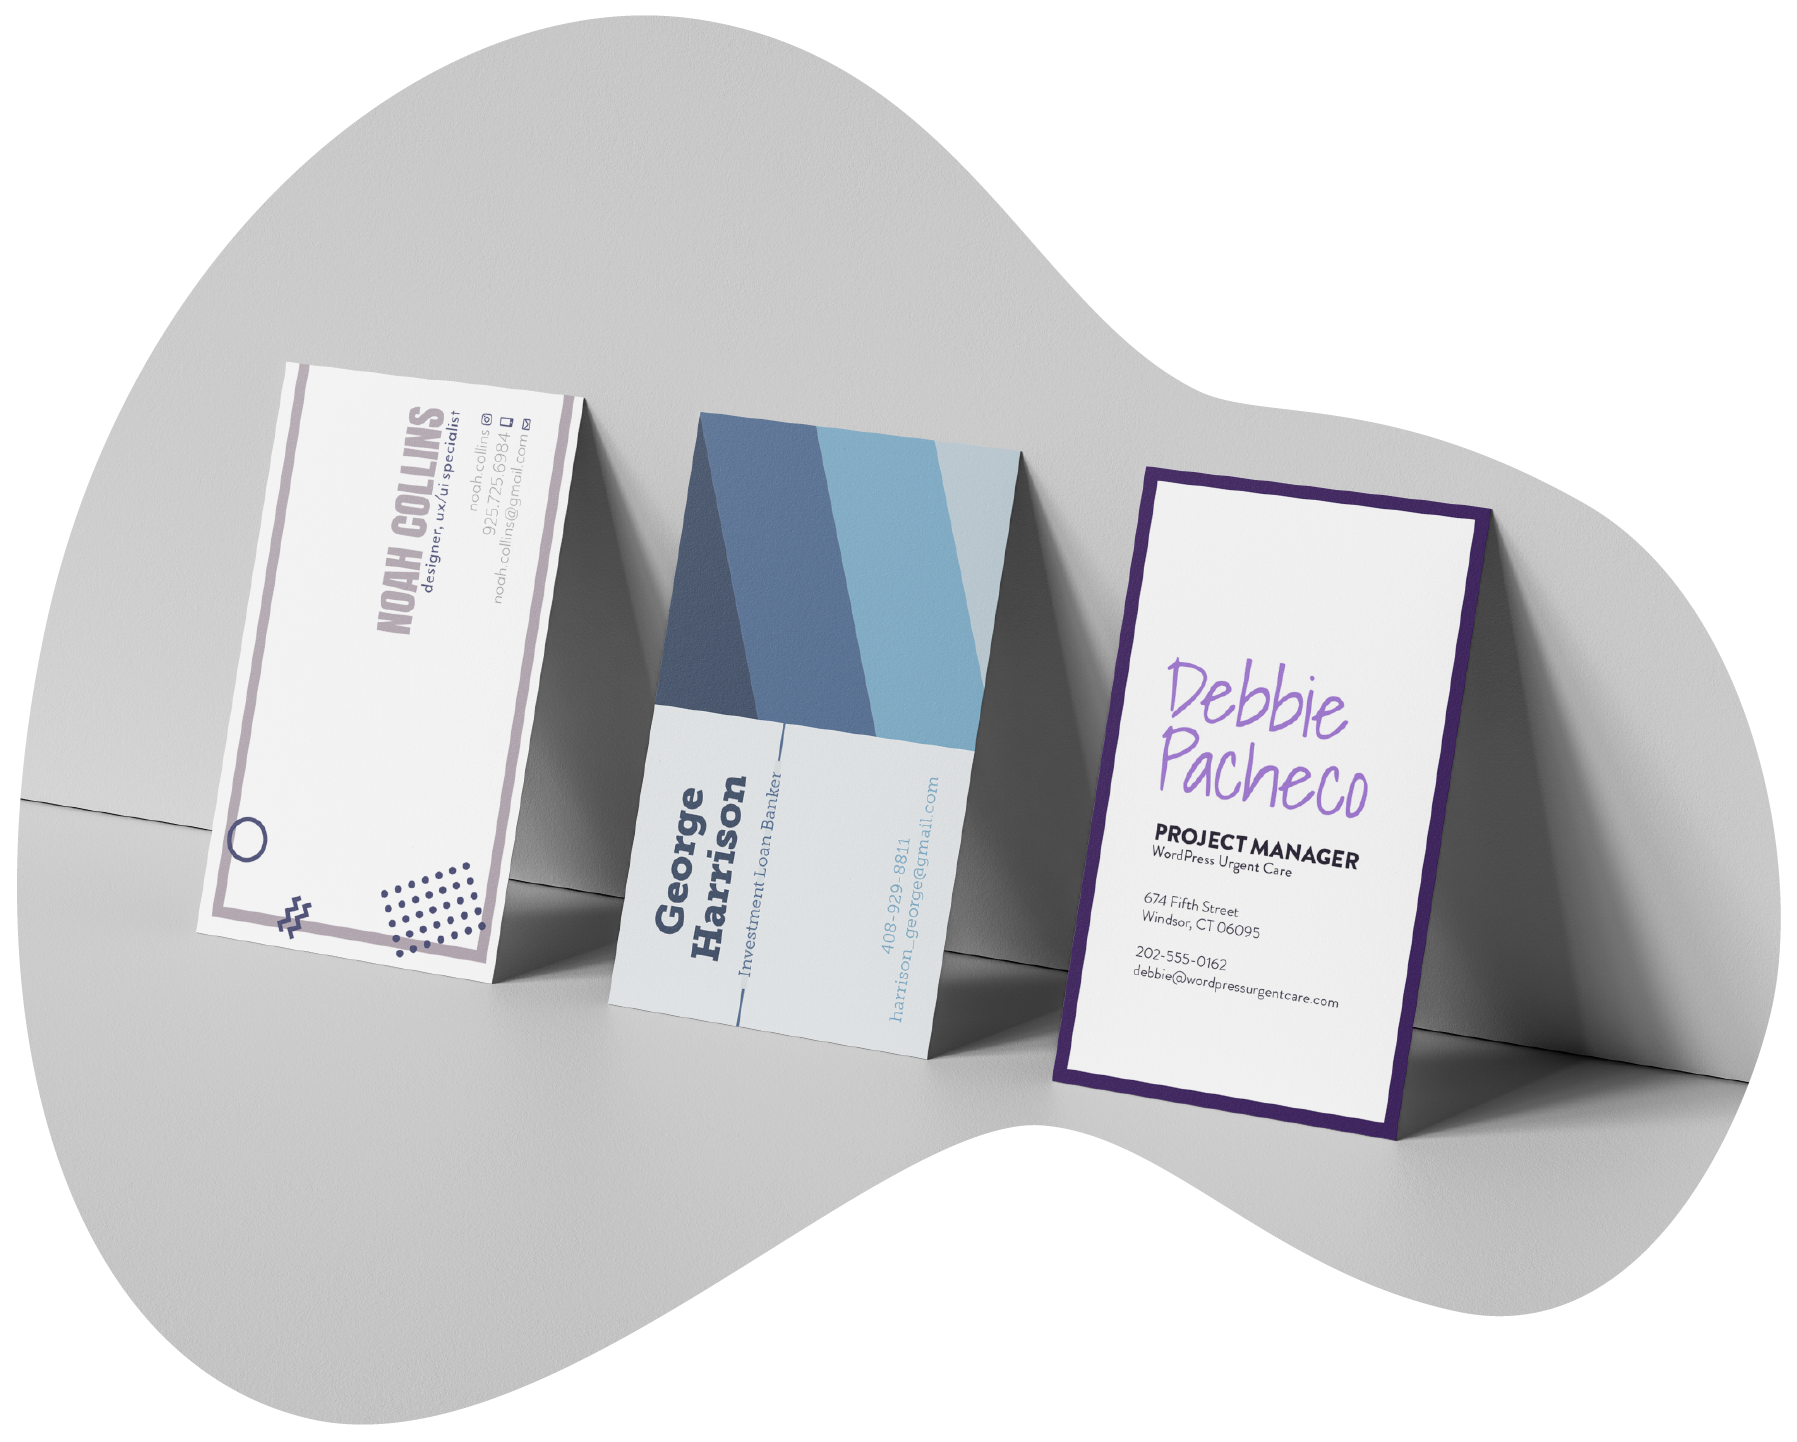 NOAH COLLINS
designer, ux/ui specialist
noah.collins
925.725.6984
noah.collins@gmail.com
George
Harrison
Investment Loan Banker
408-929-8811
harrison_george@gmail.com
Debbie
Pacheco
PROJECT MANAGER
WordPress Urgent Care
674 Fifth Street
Windsor, CT 06095
202-555-0162
debbie@wordpressurgentcare.com